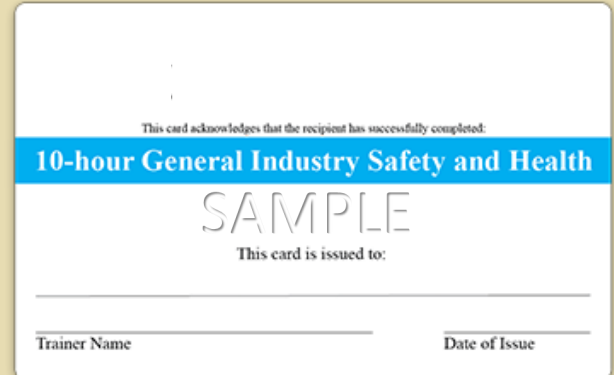 This card acknowledges that the recipient has successfully completed:
10-hour General Industry Safety and Health
SAMPLE
This card is issued to:
Trainer Name
Date of Issue